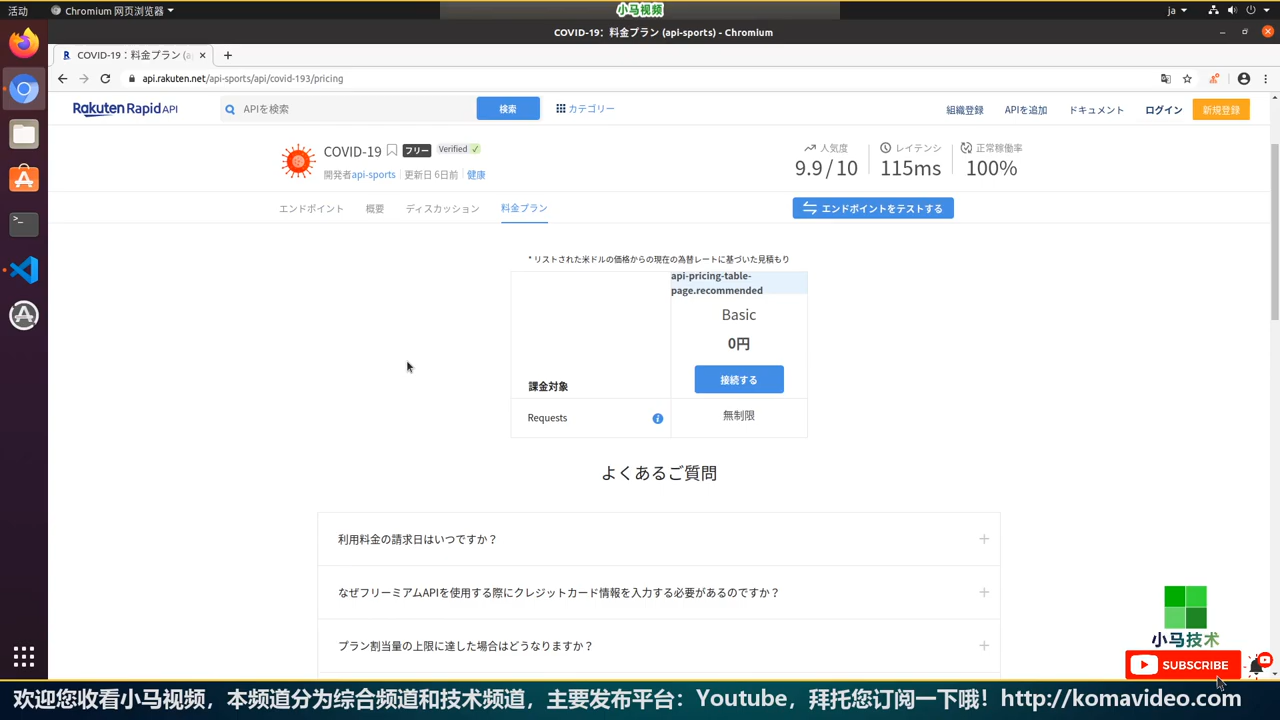 活动
Chromium 网页浏览器
小马视频
ja
COVID-19：料金プラン (api-sports) - Chromium
R COVID-19：料金プラン (a
api.rakuten.net/api-sports/api/covid-193/pricing
Rakuten RapidAPI
APIを検索
検索
カテゴリー
組織登録
APIを追加
ドキュメント
ログイン
新規登録
COVID-19
フリー
Verified ✓
開発者api-sports
更新日 6日前
健康
人気度
9.9 / 10
レイテンシ
115ms
正常稼働率
100%
エンドポイント
概要
ディスカッション
料金プラン
エンドポイントをテストする
* リストされた米ドルの価格からの現在の為替レートに基づいた見積もり
api-pricing-table-
page.recommended
Basic
0円
接続する
課金対象
Requests
無制限
よくあるご質問
利用料金の請求日はいつですか？
なぜフリーミアムAPIを使用する際にクレジットカード情報を入力する必要があるのですか？
プラン割当量の上限に達した場合はどうなりますか？
小马技术
SUBSCRIBE
欢迎您收看小马视频，本频道分为综合频道和技术频道，主要发布平台：Youtube，拜托您订阅一下哦！http://komavideo.com